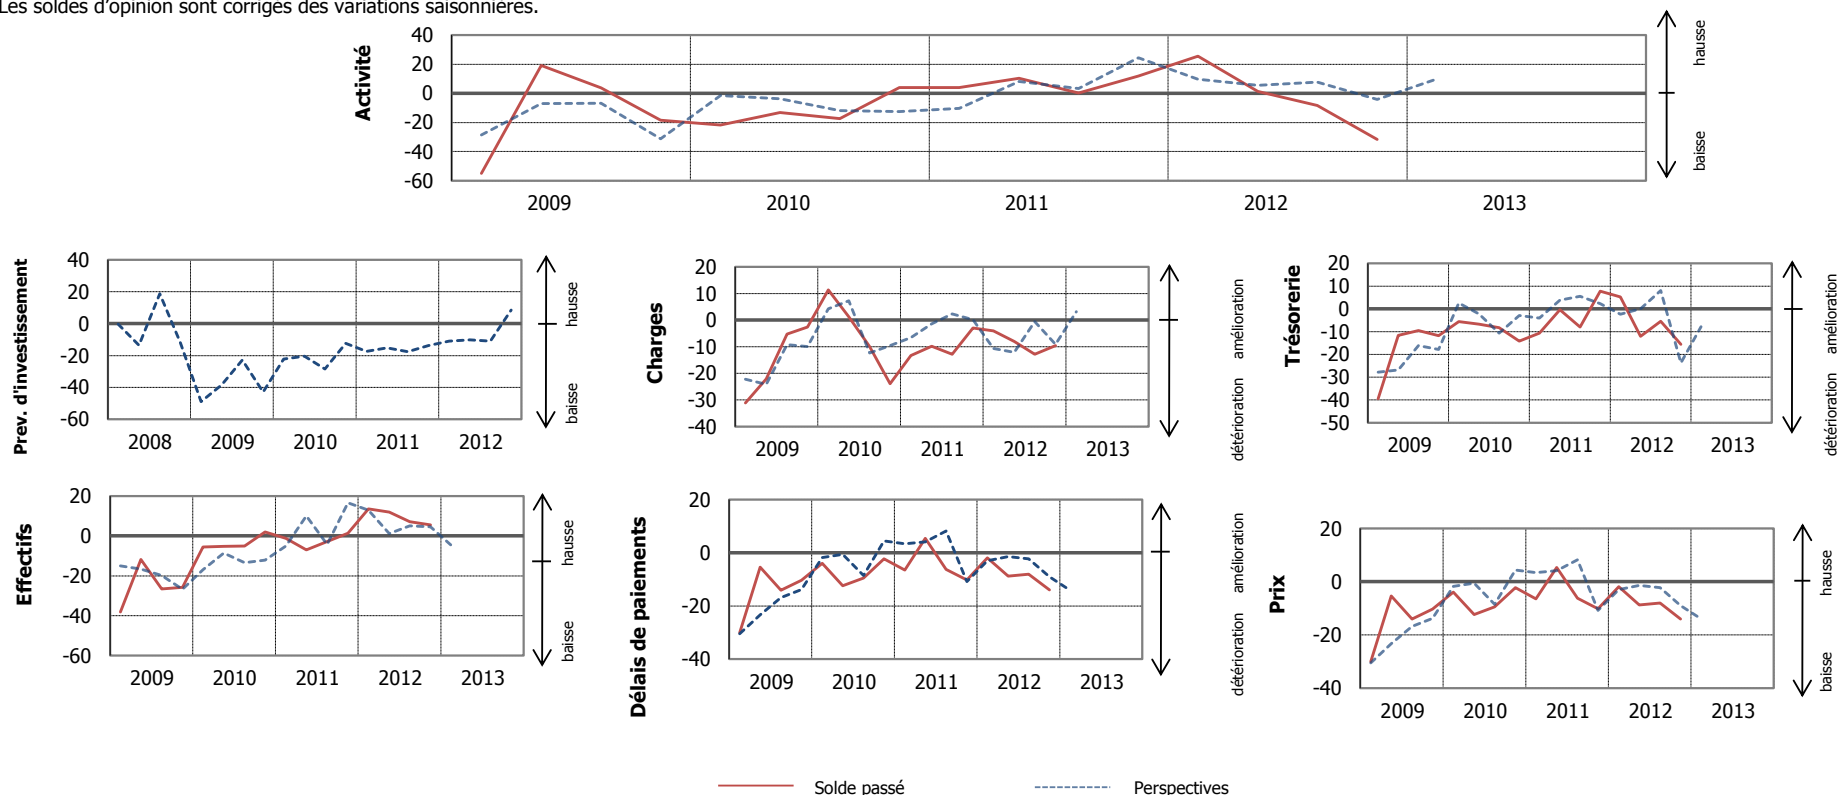 Les soldes d'opinion sont corrigés des variations saisonnières.
Activité
40
20
0
-20
-40
-60
2009 2010 2011 2012 2013
hausse
baisse
Prev. d'investissement
40
20
0
-20
-40
-60
2008 2009 2010 2011 2012
hausse
baisse
Charges
20
10
0
-10
-20
-30
-40
2009 2010 2011 2012 2013
amélioration
détérioration
Trésorerie
20
10
0
-10
-20
-30
-40
-50
2009 2010 2011 2012 2013
amélioration
détérioration
Effectifs
20
0
-20
-40
-60
2009 2010 2011 2012 2013
hausse
baisse
Délais de paiements
20
0
-20
-40
2009 2010 2011 2012 2013
amélioration
détérioration
Prix
20
0
-20
-40
2009 2010 2011 2012 2013
hausse
baisse
Solde passé Perspectives